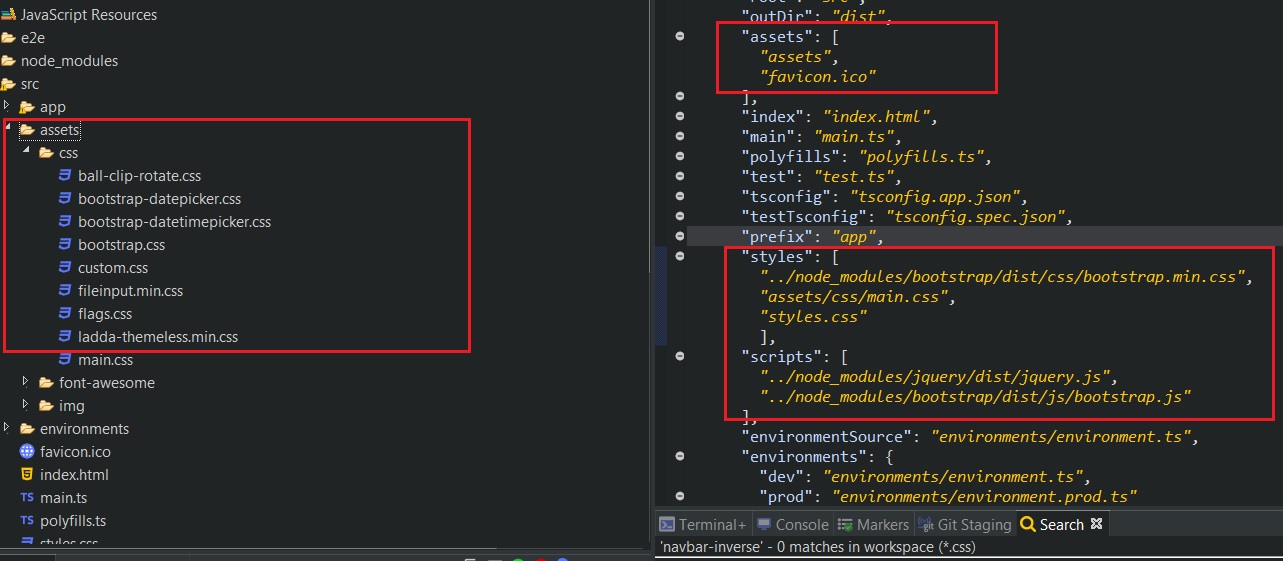 JavaScript Resources
e2e
node_modules
src
app
assets
css
ball-clip-rotate.css
bootstrap-datepicker.css
bootstrap-datetimepicker.css
bootstrap.css
custom.css
fileinput.min.css
flags.css
ladda-themeless.min.css
main.css
font-awesome
img
environments
favicon.ico
index.html
TS main.ts
TS polyfills.ts
styles.css
"root": "src",
"outDir": "dist",
"assets": [
"assets",
"favicon.ico"
],
"index": "index.html",
"main": "main.ts",
"polyfills": "polyfills.ts",
"test": "test.ts",
"tsconfig": "tsconfig.app.json",
"testTsconfig": "tsconfig.spec.json",
"prefix": "app",
"styles": [
"../node_modules/bootstrap/dist/css/bootstrap.min.css",
"assets/css/main.css",
"styles.css"
],
"scripts": [
"../node_modules/jquery/dist/jquery.js",
"../node_modules/bootstrap/dist/js/bootstrap.js"
],
"environmentSource": "environments/environment.ts",
"environments": {
"dev": "environments/environment.ts",
"prod": "environments/environment.prod.ts"
Terminal+ Console Markers Git Staging Search
'navbar-inverse' - 0 matches in workspace (*.css)